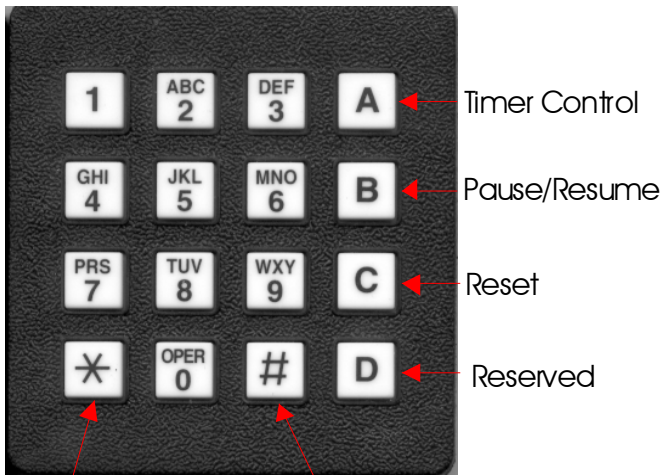 1 ABC 2 DEF 3 A Timer Control
GHI 4 JKL 5 MNO 6 B Pause/Resume
PRS 7 TUV 8 WXY 9 C Reset
* OPER 0 # D Reserved